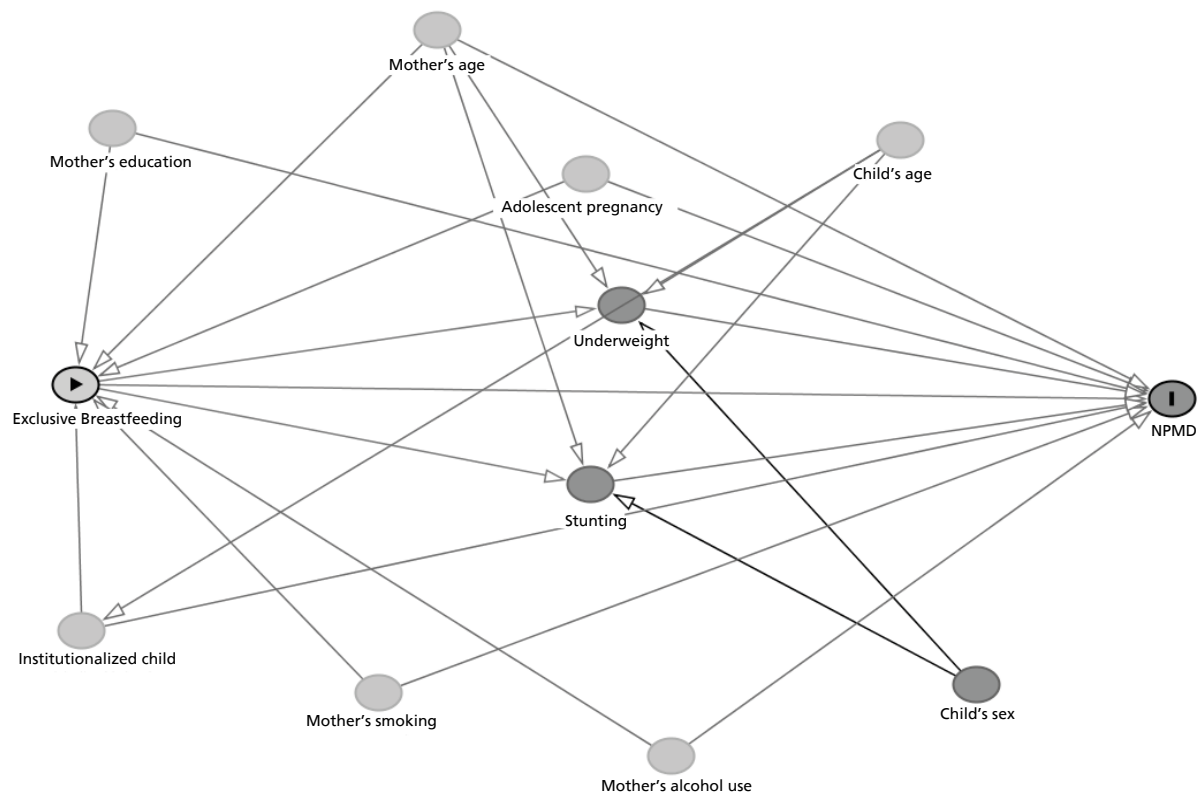 Mother's age
Mother's education
Child's age
Adolescent pregnancy
Underweight
Exclusive Breastfeeding
NPMD
Stunting
Institutionalized child
Child's sex
Mother's smoking
Mother's alcohol use